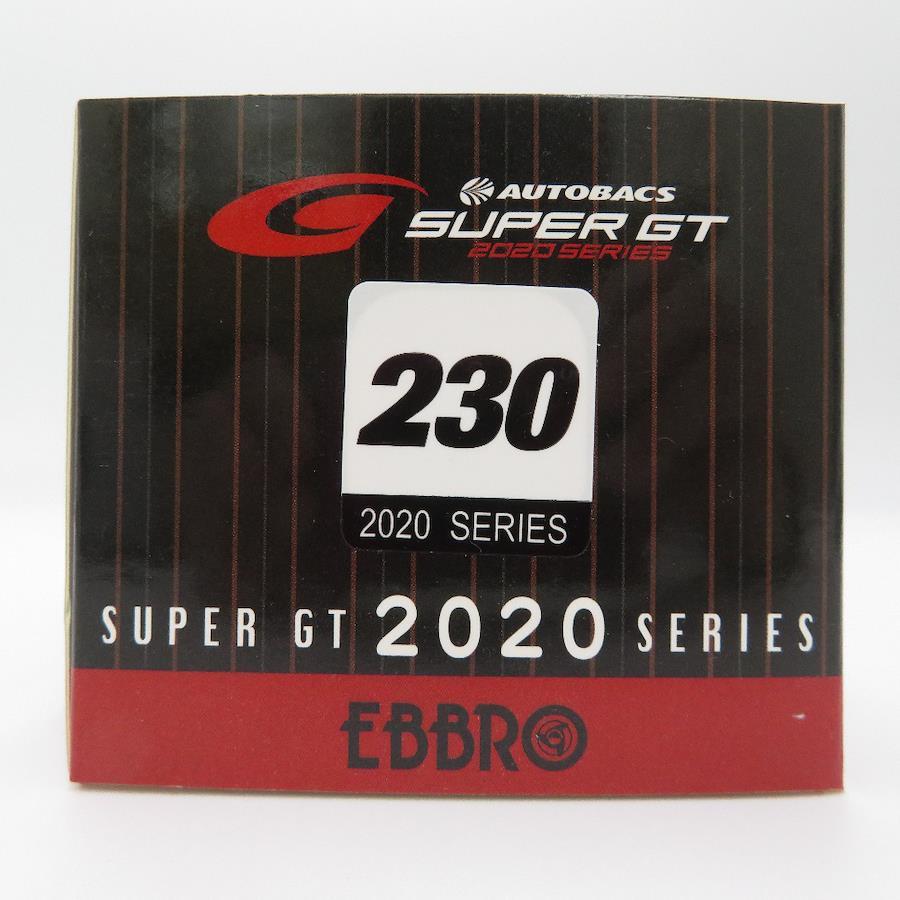 AUTOBACS
SUPER GT
2020 SERIES
230
2020 SERIES
SUPER GT 2020 SERIES
EBBRO